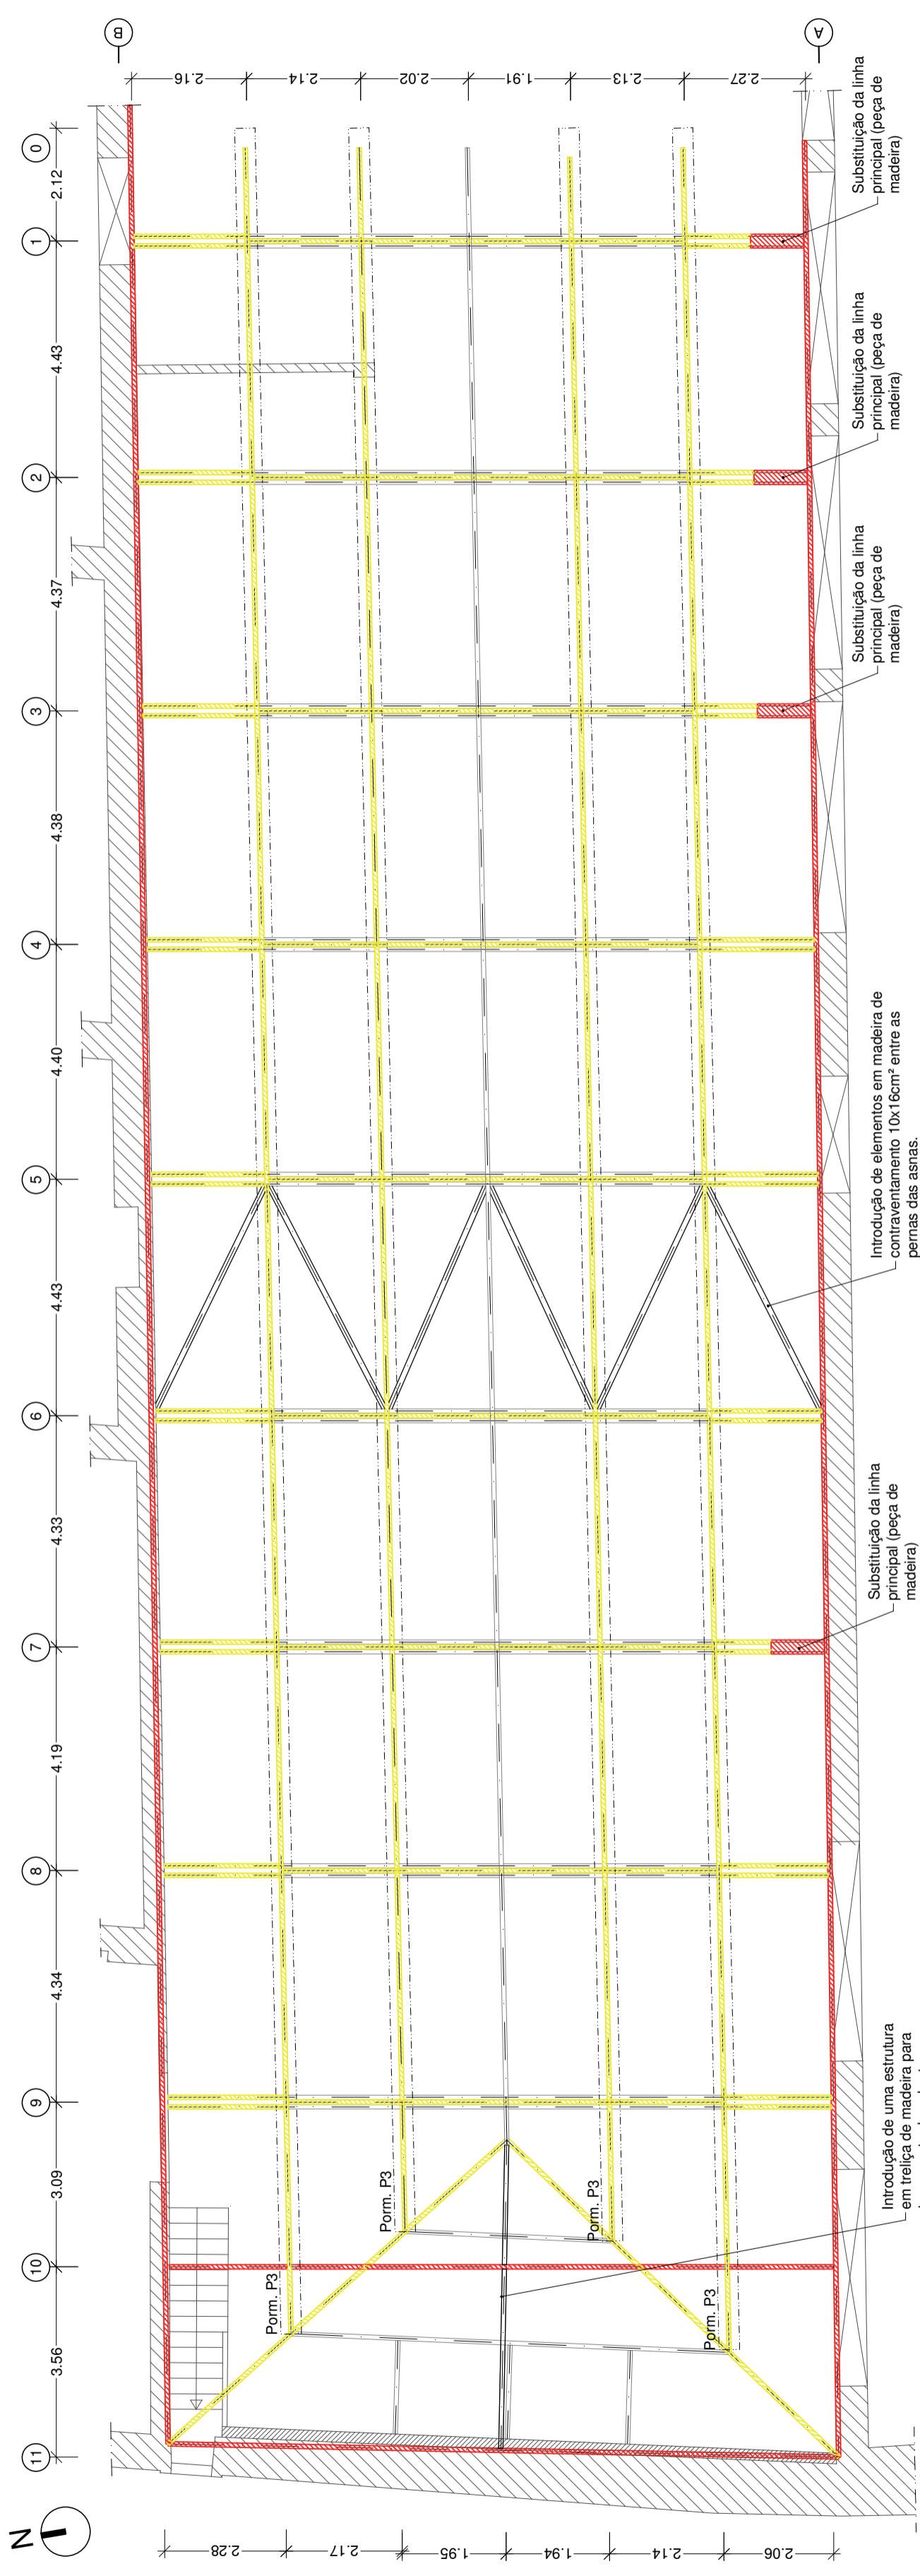 B
A
2.16
2.14
2.02
1.91
2.13
2.27
0
2.12
1
4.43
2
4.37
3
4.38
4
4.40
5
4.43
6
4.33
7
4.19
8
4.34
9
3.09
10
3.56
11
Substituição da linha
principal (peça de
madeira)
Substituição da linha
principal (peça de
madeira)
Substituição da linha
principal (peça de
madeira)
Introdução de elementos em madeira de
contraventamento 10x16cm² entre as
pernas das asnas.
Substituição da linha
principal (peça de
madeira)
Introdução de uma estrutura
em treliça de madeira para
Porm. P3
Porm. P3
Porm. P3
Porm. P3
N
2.28
2.17
1.95
1.94
2.14
2.06